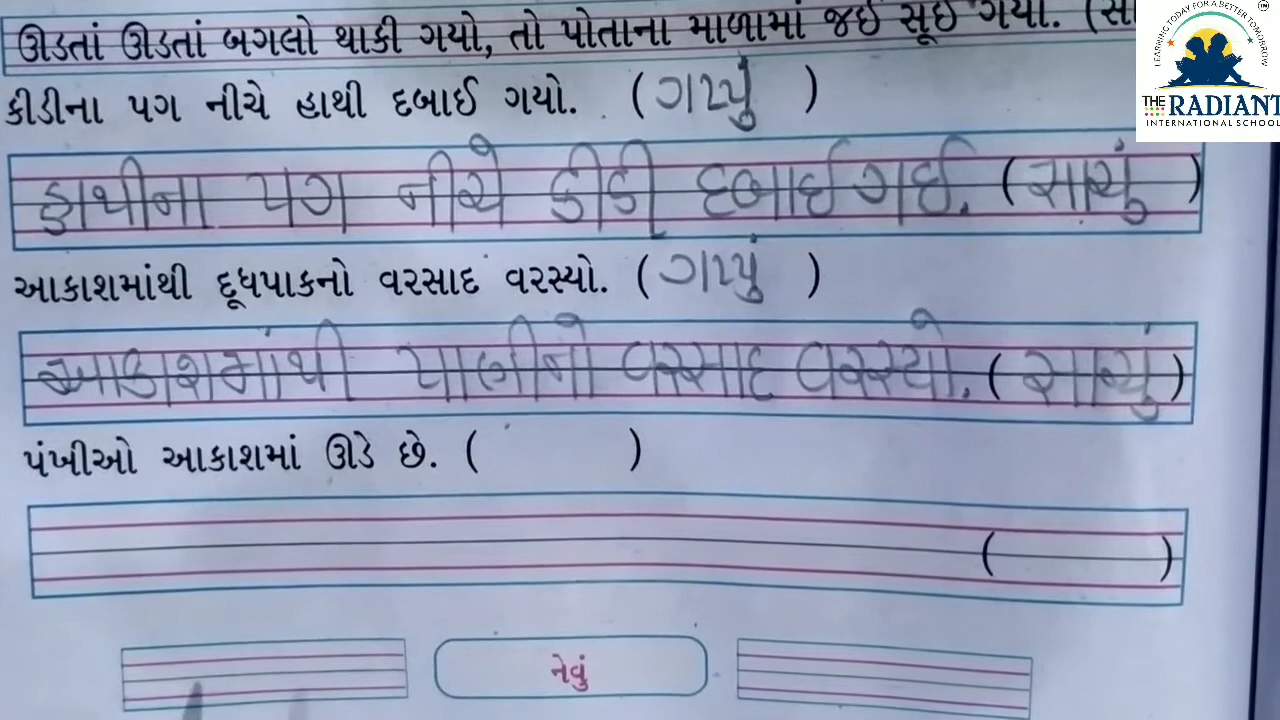 ઊડતાં ઊડતાં બગલો થાકી ગયો, તો પોતાના માળામાં જઈ સૂઈ ગયો. (સા
કીડીના પગ નીચે હાથી દબાઈ ગયો. (ગપ્પું)
હાથીના પગ નીચે કીડી દબાઈ ગઈ. (સાચું)
આકાશમાંથી દૂધપાકનો વરસાદ વરસ્યો. (ગપ્પું)
આકાશમાંથી પાણીનો વરસાદ વરસ્યો. (સાચું)
પંખીઓ આકાશમાં ઊડે છે. ( )
( )
નેવું
LEARNING TODAY FOR A BETTER TOMORROW
TM
THE RADIANT
INTERNATIONAL SCHOOL